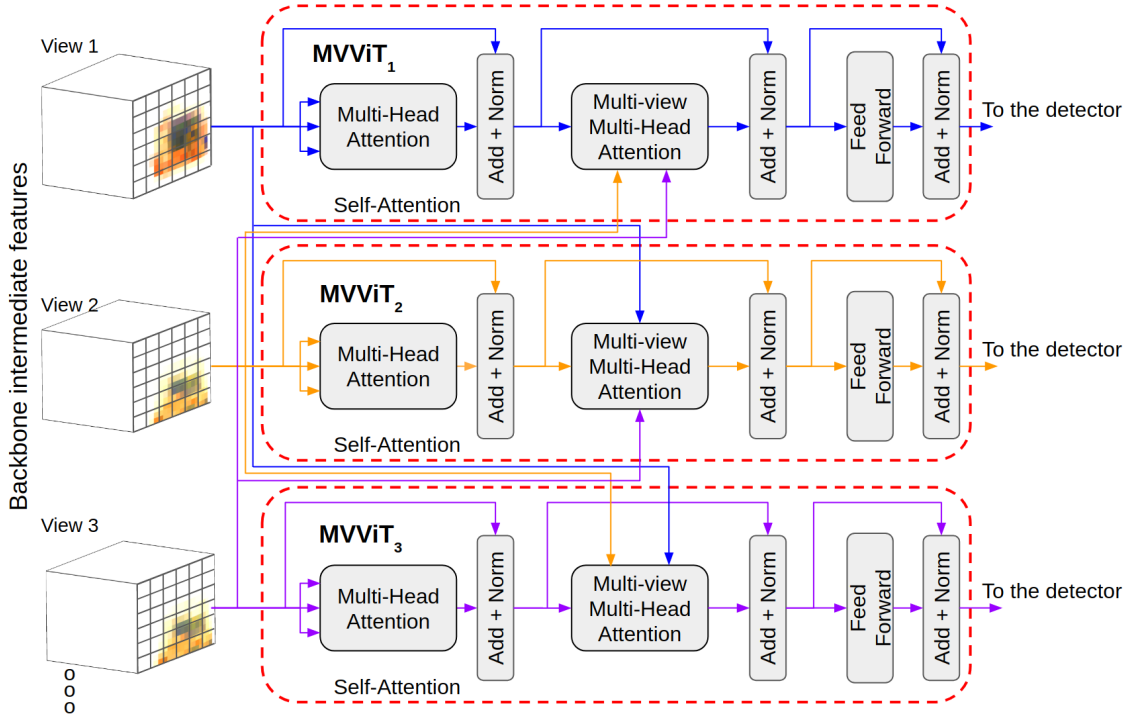 Backbone intermediate features
View 1
MVViT1
Multi-Head
Attention
Add + Norm
Multi-view
Multi-Head
Attention
Add + Norm
Feed
Forward
Add + Norm
To the detector
Self-Attention
View 2
MVViT2
Multi-Head
Attention
Add + Norm
Multi-view
Multi-Head
Attention
Add + Norm
Feed
Forward
Add + Norm
To the detector
Self-Attention
View 3
MVViT3
Multi-Head
Attention
Add + Norm
Multi-view
Multi-Head
Attention
Add + Norm
Feed
Forward
Add + Norm
To the detector
Self-Attention
o
o
o